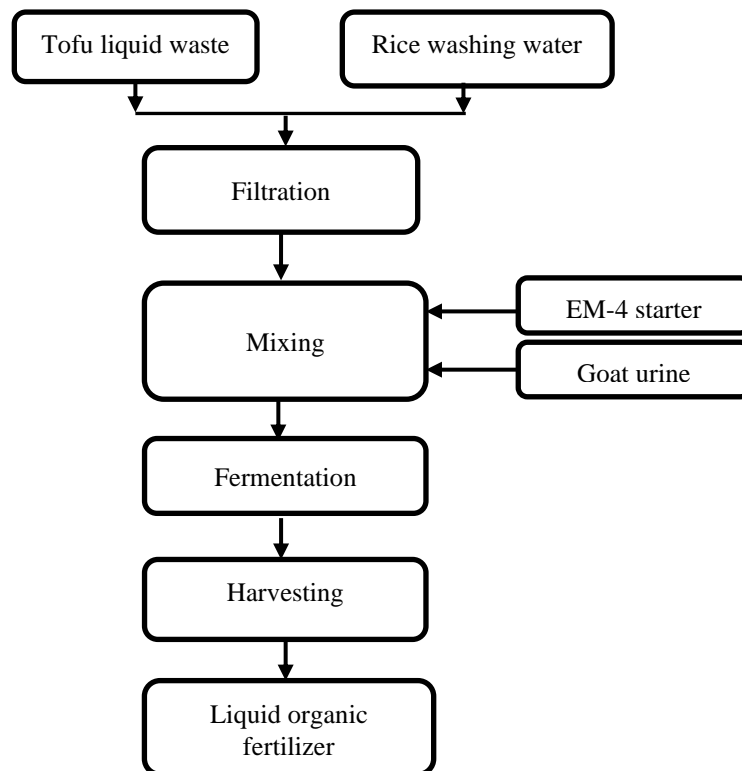 Tofu liquid waste
Rice washing water
Filtration
Mixing
EM-4 starter
Goat urine
Fermentation
Harvesting
Liquid organic
fertilizer